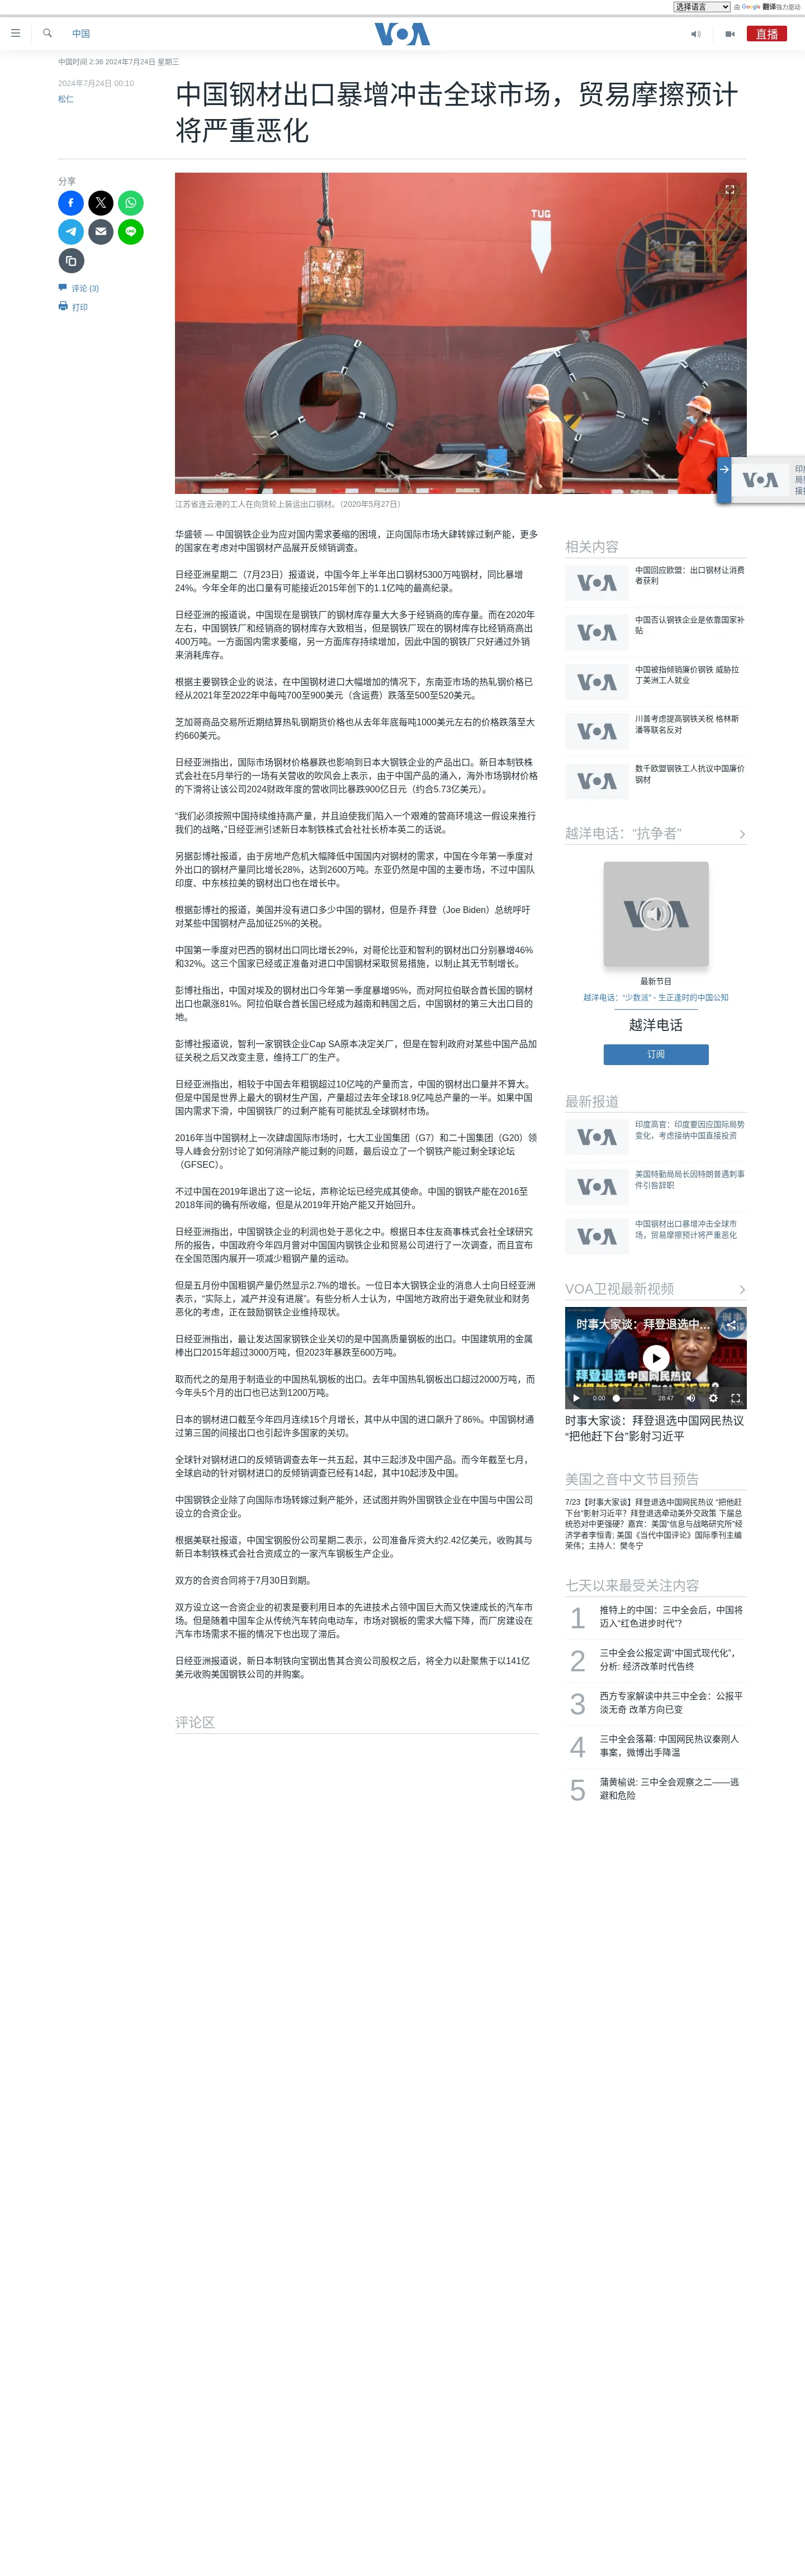 选择语言 由 Google 翻译强力驱动
中国
VOA
直播
中国时间 2:36 2024年7月24日 星期三
2024年7月24日 00:10
松仁
中国钢材出口暴增冲击全球市场，贸易摩擦预计
将严重恶化
分享
评论 (3)
打印
TUG
江苏省连云港的工人在向货轮上装运出口钢材。（2020年5月27日）
华盛顿 — 中国钢铁企业为应对国内需求萎缩的困境，正向国际市场大肆转嫁过剩产能，更多
的国家在考虑对中国钢材产品展开反倾销调查。
日经亚洲星期二（7月23日）报道说，中国今年上半年出口钢材5300万吨钢材，同比暴增
24%。今年全年的出口量有可能接近2015年创下的1.1亿吨的最高纪录。
日经亚洲的报道说，中国现在是钢铁厂的钢材库存量大大多于经销商的库存量。而在2020年
左右，中国钢铁厂和经销商的钢材库存大致相当，但是钢铁厂现在的钢材库存比经销商高出
400万吨。一方面国内需求萎缩，另一方面库存持续增加，因此中国的钢铁厂只好通过外销
来消耗库存。
根据主要钢铁企业的说法，在中国钢材进口大幅增加的情况下，东南亚市场的热轧钢价格已
经从2021年至2022年中每吨700至900美元（含运费）跌落至500至520美元。
芝加哥商品交易所近期结算热轧钢期货价格也从去年年底每吨1000美元左右的价格跌落至大
约660美元。
日经亚洲指出，国际市场钢材价格暴跌也影响到日本大钢铁企业的产品出口。新日本制铁株
式会社在5月举行的一场有关营收的吹风会上表示，由于中国产品的涌入，海外市场钢材价格
的下滑将让该公司2024财政年度的营收同比暴跌900亿日元（约合5.73亿美元）。
“我们必须按照中国持续维持高产量，并且迫使我们陷入一个艰难的营商环境这一假设来推行
我们的战略，”日经亚洲引述新日本制铁株式会社社长桥本英二的话说。
另据彭博社报道，由于房地产危机大幅降低中国国内对钢材的需求，中国在今年第一季度对
外出口的钢材产量同比增长28%，达到2600万吨。东亚仍然是中国的主要市场，不过中国队
印度、中东核拉美的钢材出口也在增长中。
根据彭博社的报道，美国并没有进口多少中国的钢材，但是乔·拜登（Joe Biden）总统呼吁
对某些中国钢材产品加征25%的关税。
中国第一季度对巴西的钢材出口同比增长29%，对哥伦比亚和智利的钢材出口分别暴增46%
和32%。这三个国家已经或正准备对进口中国钢材采取贸易措施，以制止其无节制增长。
彭博社指出，中国对埃及的钢材出口今年第一季度暴增95%，而对阿拉伯联合酋长国的钢材
出口也飙涨81%。阿拉伯联合酋长国已经成为越南和韩国之后，中国钢材的第三大出口目的
地。
彭博社报道说，智利一家钢铁企业Cap SA原本决定关厂，但是在智利政府对某些中国产品加
征关税之后又改变主意，维持工厂的生产。
日经亚洲指出，相较于中国去年粗钢超过10亿吨的产量而言，中国的钢材出口量并不算大。
但是中国是世界上最大的钢材生产国，产量超过去年全球18.9亿吨总产量的一半。如果中国
国内需求下滑，中国钢铁厂的过剩产能有可能扰乱全球钢材市场。
2016年当中国钢材上一次肆虐国际市场时，七大工业国集团（G7）和二十国集团（G20）领
导人峰会分别讨论了如何消除产能过剩的问题，最后设立了一个钢铁产能过剩全球论坛
（GFSEC）。
不过中国在2019年退出了这一论坛，声称论坛已经完成其使命。中国的钢铁产能在2016至
2018年间的确有所收缩，但是从2019年开始产能又开始回升。
日经亚洲指出，中国钢铁企业的利润也处于恶化之中。根据日本住友商事株式会社全球研究
所的报告，中国政府今年四月曾对中国国内钢铁企业和贸易公司进行了一次调查，而且宣布
在全国范围内展开一项减少粗钢产量的运动。
但是五月份中国粗钢产量仍然显示2.7%的增长。一位日本大钢铁企业的消息人士向日经亚洲
表示，“实际上，减产并没有进展”。有些分析人士认为，中国地方政府出于避免就业和财务
恶化的考虑，正在鼓励钢铁企业维持现状。
日经亚洲指出，最让发达国家钢铁企业关切的是中国高质量钢板的出口。中国建筑用的金属
棒出口2015年超过3000万吨，但2023年暴跌至600万吨。
取而代之的是用于制造业的中国热轧钢板的出口。去年中国热轧钢板出口超过2000万吨，而
今年头5个月的出口也已达到1200万吨。
日本的钢材进口截至今年四月连续15个月增长，其中从中国的进口飙升了86%。中国钢材通
过第三国的间接出口也引起许多国家的关切。
全球针对钢材进口的反倾销调查去年一共五起，其中三起涉及中国产品。而今年截至七月，
全球启动的针对钢材进口的反倾销调查已经有14起，其中10起涉及中国。
中国钢铁企业除了向国际市场转嫁过剩产能外，还试图并购外国钢铁企业在中国与中国公司
设立的合资企业。
根据美联社报道，中国宝钢股份公司星期二表示，公司准备斥资大约2.42亿美元，收购其与
新日本制铁株式会社合资成立的一家汽车钢板生产企业。
双方的合资合同将于7月30日到期。
双方设立这一合资企业的初衷是要利用日本的先进技术占领中国巨大而又快速成长的汽车市
场。但是随着中国车企从传统汽车转向电动车，市场对钢板的需求大幅下降，而厂房建设在
汽车市场需求不振的情况下也出现了滞后。
日经亚洲报道说，新日本制铁向宝钢出售其合资公司股权之后，将全力以赴聚焦于以141亿
美元收购美国钢铁公司的并购案。
评论区
VOA
相关内容
VOA
中国回应欧盟：出口钢材让消费
者获利
VOA
中国否认钢铁企业是依靠国家补
贴
VOA
中国被指倾销廉价钢铁 威胁拉
丁美洲工人就业
VOA
川普考虑提高钢铁关税 格林斯
潘等联名反对
VOA
数千欧盟钢铁工人抗议中国廉价
钢材
越洋电话：“抗争者”
VOA
最新节目
越洋电话：“少数派” - 生正逢时的中国公知
越洋电话
订阅
最新报道
VOA
印度高官：印度要因应国际局势
变化，考虑接纳中国直接投资
VOA
美国特勤局局长因特朗普遇刺事
件引咎辞职
VOA
中国钢材出口暴增冲击全球市
场，贸易摩擦预计将严重恶化
VOA卫视最新视频
时事大家谈：拜登退选中...
拜登退选中国网民热议
“把他赶下台”影射习近平？
0:00 28:47
时事大家谈：拜登退选中国网民热议
“把他赶下台”影射习近平
美国之音中文节目预告
7/23【时事大家谈】拜登退选中国网民热议 “把他赶
下台”影射习近平？拜登退选牵动美外交政策 下届总
统恐对中更强硬？嘉宾：美国“信息与战略研究所”经
济学者李恒青; 美国《当代中国评论》国际季刊主编
荣伟；主持人：樊冬宁
七天以来最受关注内容
1 推特上的中国：三中全会后，中国将
迈入“红色进步时代”？
2 三中全会公报定调“中国式现代化”，
分析: 经济改革时代告终
3 西方专家解读中共三中全会：公报平
淡无奇 改革方向已变
4 三中全会落幕: 中国网民热议秦刚人
事案，微博出手降温
5 蒲黄榆说: 三中全会观察之二——逃
避和危险